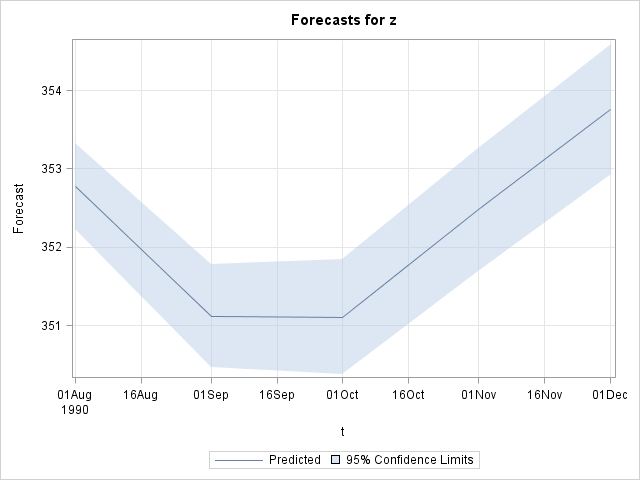 Forecasts for z
Forecast
354
353
352
351
01Aug 16Aug 01Sep 16Sep 01Oct 16Oct 01Nov 16Nov 01Dec
1990
t
Predicted 95% Confidence Limits